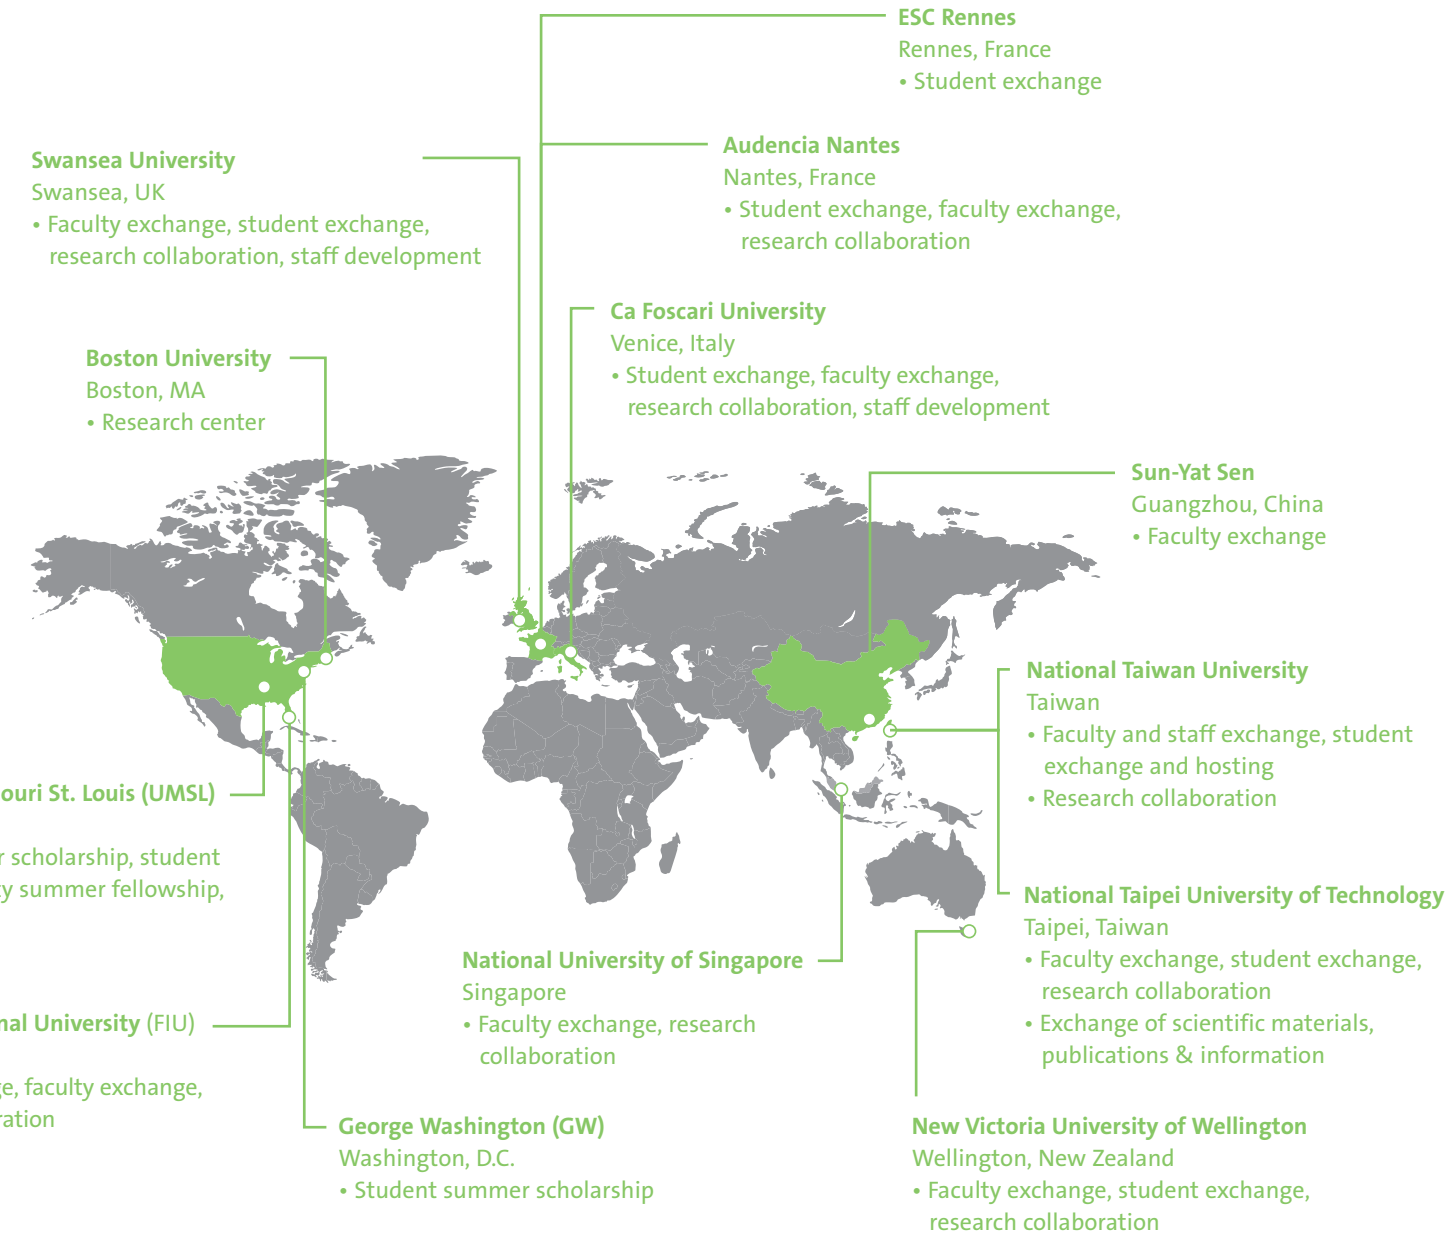 ESC Rennes
Rennes, France
• Student exchange
Audencia Nantes
Nantes, France
• Student exchange, faculty exchange,
research collaboration
Swansea University
Swansea, UK
• Faculty exchange, student exchange,
research collaboration, staff development
Ca Foscari University
Venice, Italy
• Student exchange, faculty exchange,
research collaboration, staff development
Boston University
Boston, MA
• Research center
Sun-Yat Sen
Guangzhou, China
• Faculty exchange
National Taiwan University
Taiwan
• Faculty and staff exchange, student
exchange and hosting
• Research collaboration
ouri St. Louis (UMSL)
scholarship, student
summer fellowship,
National Taipei University of Technology
Taipei, Taiwan
• Faculty exchange, student exchange,
research collaboration
• Exchange of scientific materials,
publications & information
National University of Singapore
Singapore
• Faculty exchange, research
collaboration
nal University (FIU)
ge, faculty exchange,
ration
George Washington (GW)
Washington, D.C.
• Student summer scholarship
New Victoria University of Wellington
Wellington, New Zealand
• Faculty exchange, student exchange,
research collaboration